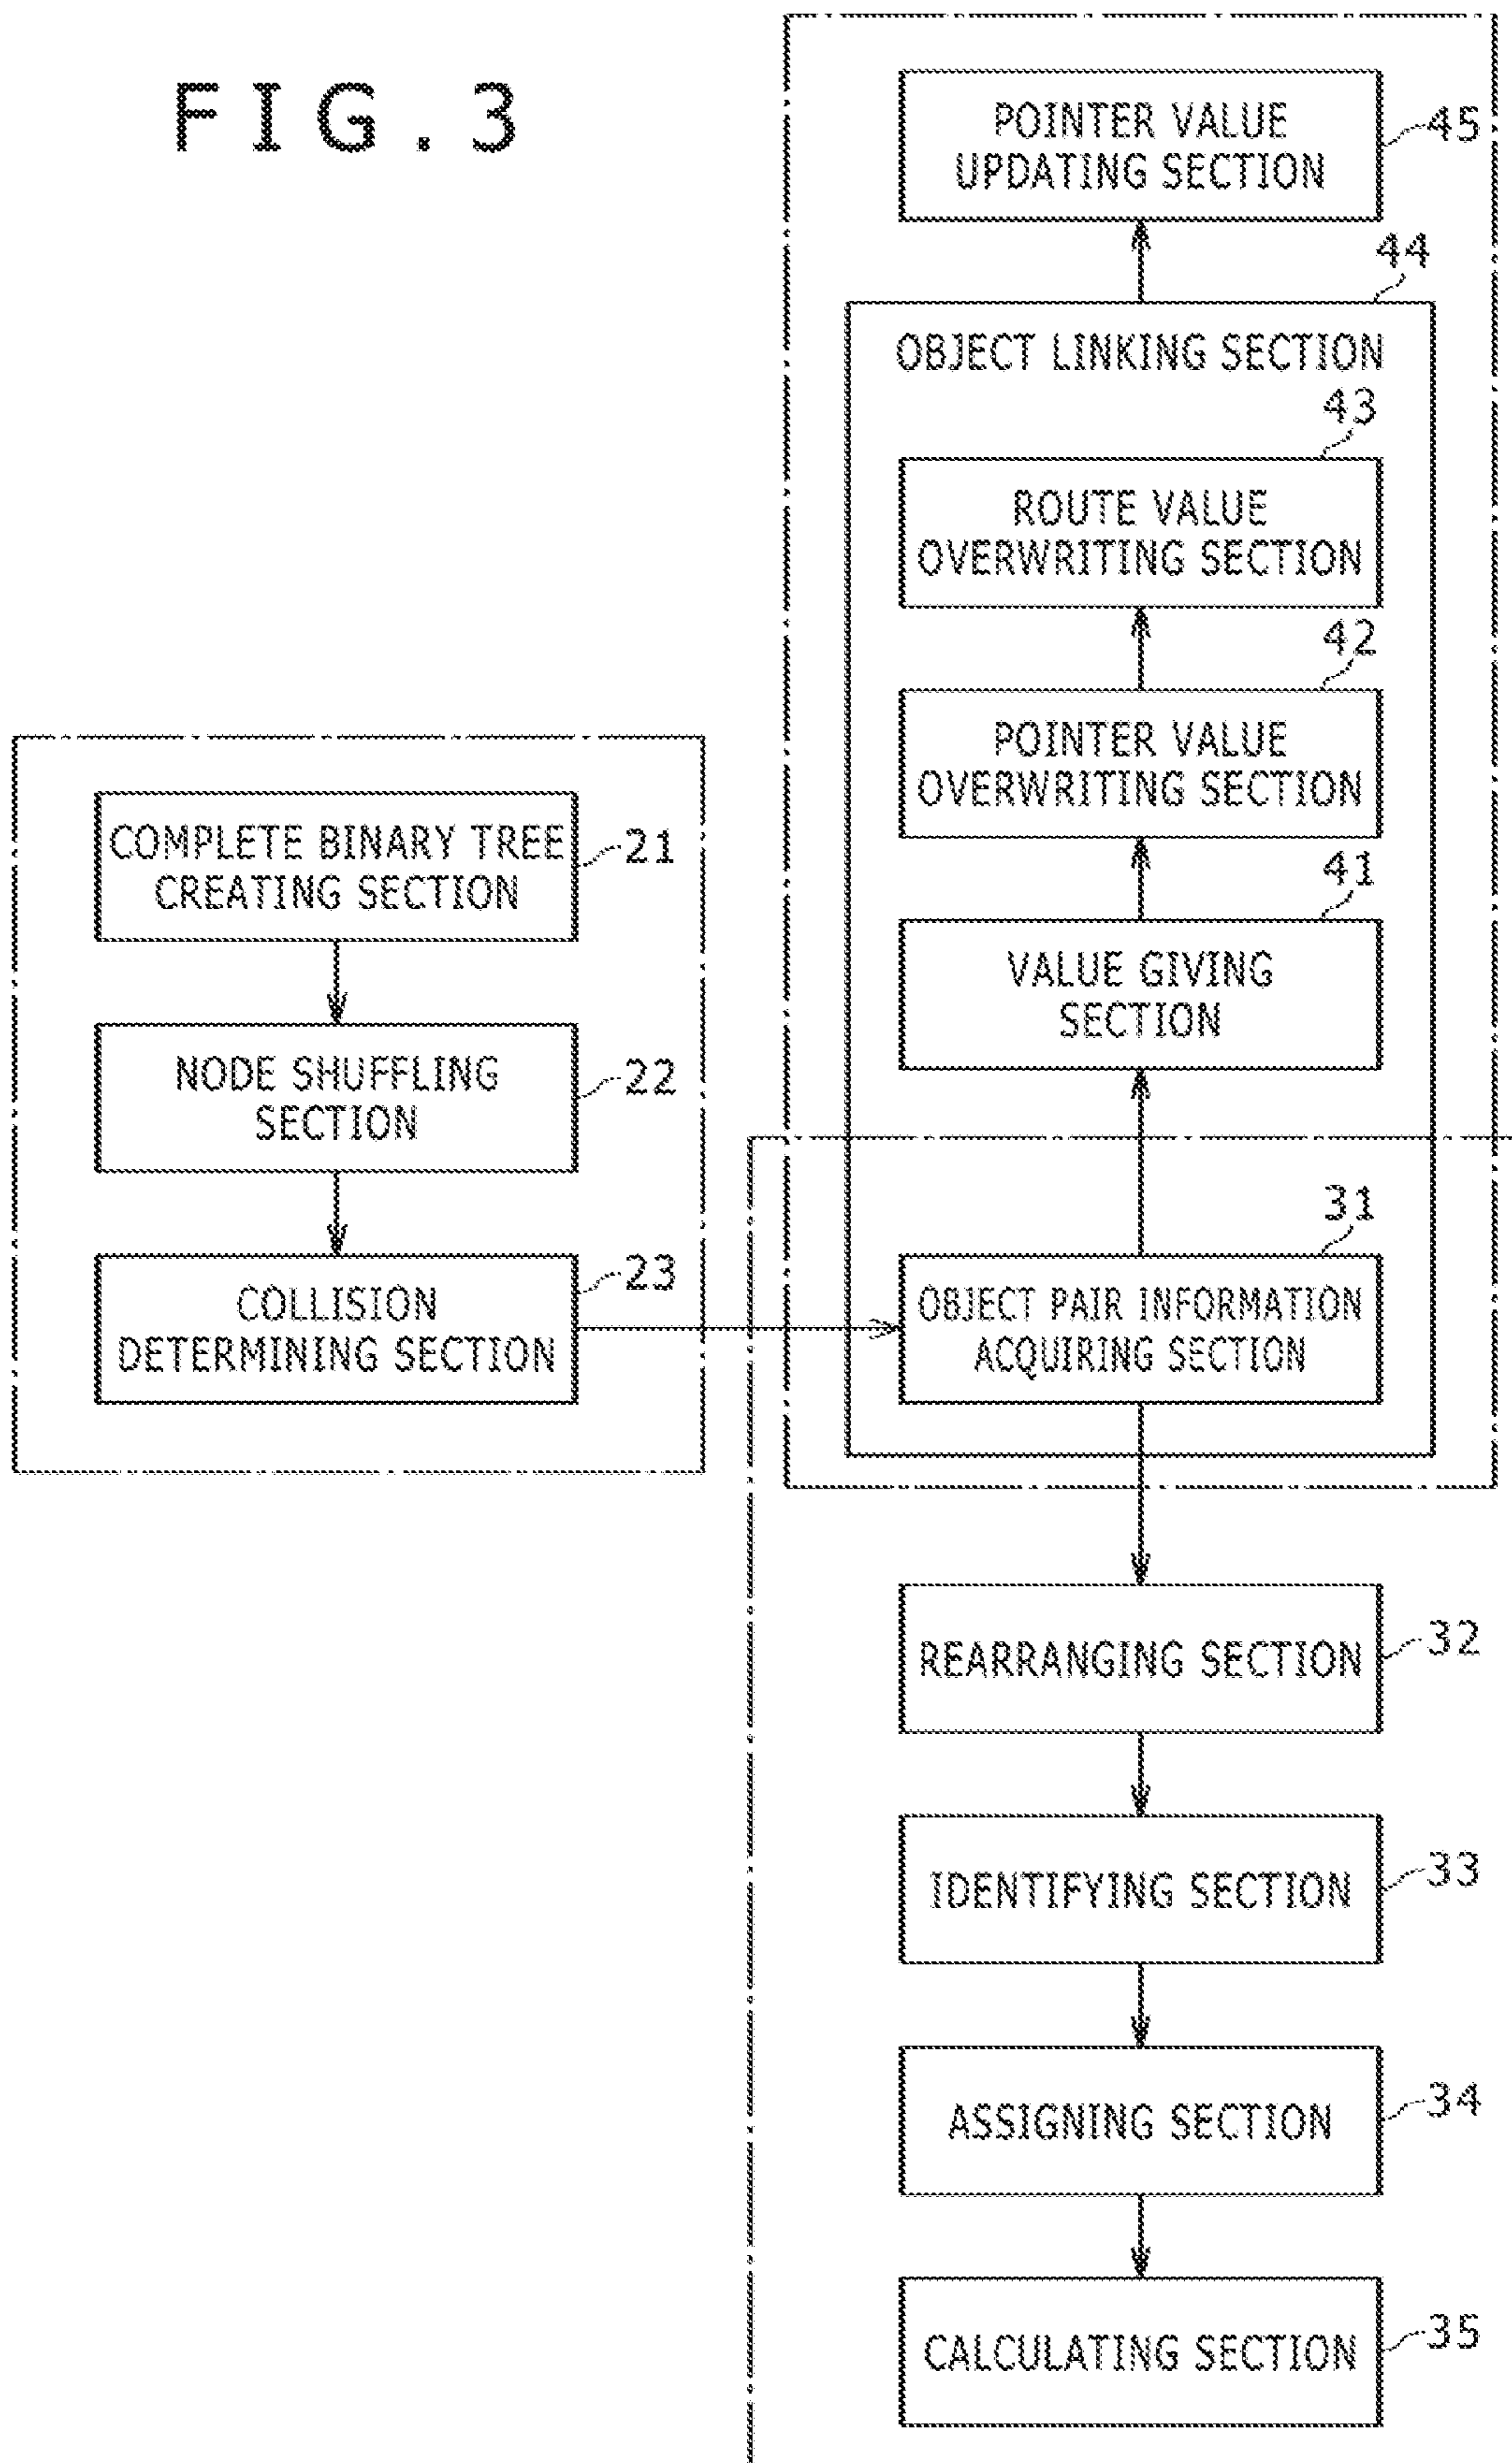 FIG.3
POINTER VALUE
UPDATING SECTION
45
44
OBJECT LINKING SECTION
43
ROUTE VALUE
OVERWRITING SECTION
42
POINTER VALUE
OVERWRITING SECTION
41
VALUE GIVING
SECTION
COMPLETE BINARY TREE
CREATING SECTION
21
NODE SHUFFLING
SECTION
22
COLLISION
DETERMINING SECTION
23
31
OBJECT PAIR INFORMATION
ACQUIRING SECTION
REARRANGING SECTION
32
IDENTIFYING SECTION
33
ASSIGNING SECTION
34
CALCULATING SECTION
35